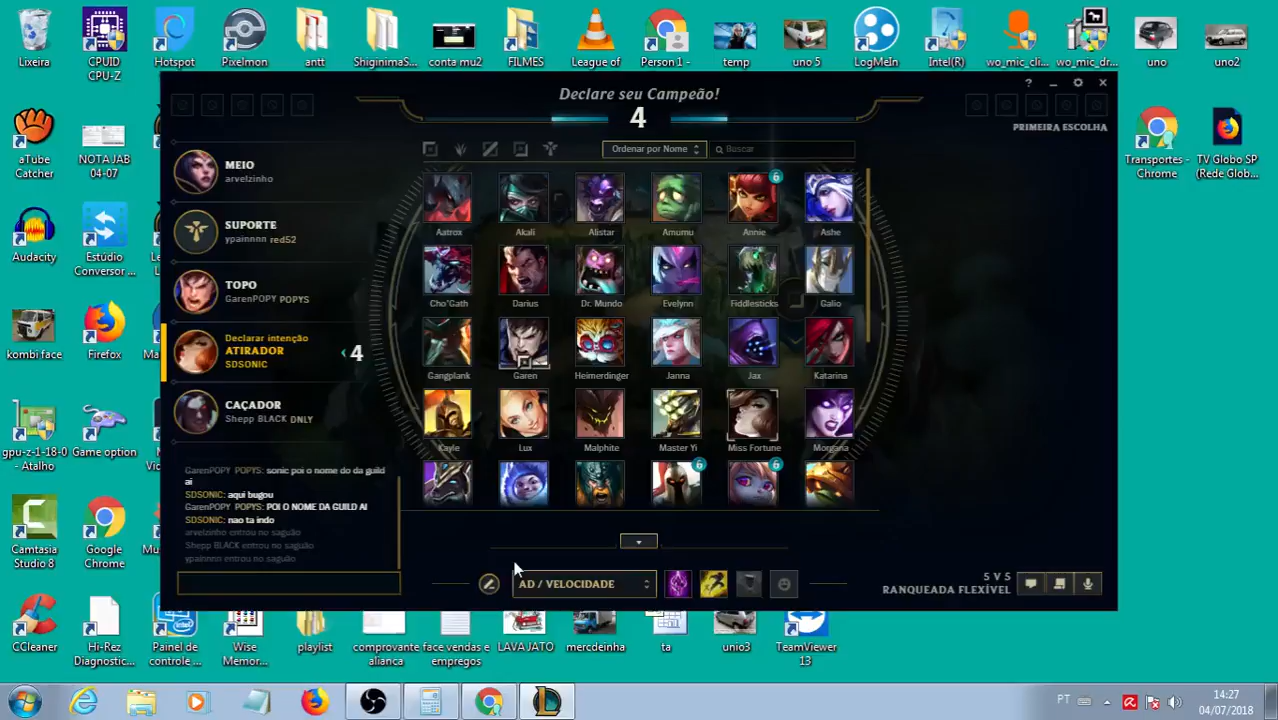 Lixeira
CPUID
CPU-Z
Hotspot
Pixelmon
antt
ShiginimaS...
conta mu2
FILMES
League of
Person 1 -
temp
uno 5
LogMeIn
Intel(R)
wo_mic_cli...
wo_mic_dr...
uno
uno2
aTube
Catcher
NOTA JAB
04-07
Transportes -
Chrome
TV Globo SP
(Rede Glob...
Audacity
Estúdio
Conversor ...
kombi face
Firefox
gpu-z-1-18-0
- Atalho
Game option
Camtasia
Studio 8
Google
Chrome
CCleaner
Hi-Rez
Diagnostic...
Painel de
controle ...
Wise
Memor...
playlist
comprovante
alianca
face vendas e
empregos
LAVA JATO
mercdeinha
ta
unio3
TeamViewer
13
Declare seu Campeão!
4
?
PRIMEIRA ESCOLHA
Ordenar por Nome
Buscar
MEIO
arvelzinho
SUPORTE
ypainnnn red52
TOPO
GarenPOPY POPYS
Declarar intenção
ATIRADOR
SDSONIC
4
CAÇADOR
Shepp BLACK DNLY
6
Aatrox
Akali
Alistar
Amumu
Annie
Ashe
Cho'Gath
Darius
Dr. Mundo
Evelynn
Fiddlesticks
Galio
Gangplank
Garen
Heimerdinger
Janna
Jax
Katarina
Kayle
Lux
Malphite
Master Yi
Miss Fortune
Morgana
6
6
GarenPOPY POPYS: sonic poi o nome do da guild
ai
SDSONIC: aqui bugou
GarenPOPY POPYS: POI O NOME DA GUILD AI
SDSONIC: nao ta indo
arvelzinho entrou no saguão
Shepp BLACK entrou no saguão
ypainnnn entrou no saguão
AD / VELOCIDADE
5 V 5
RANQUEADA FLEXÍVEL
PT
14:27
04/07/2018